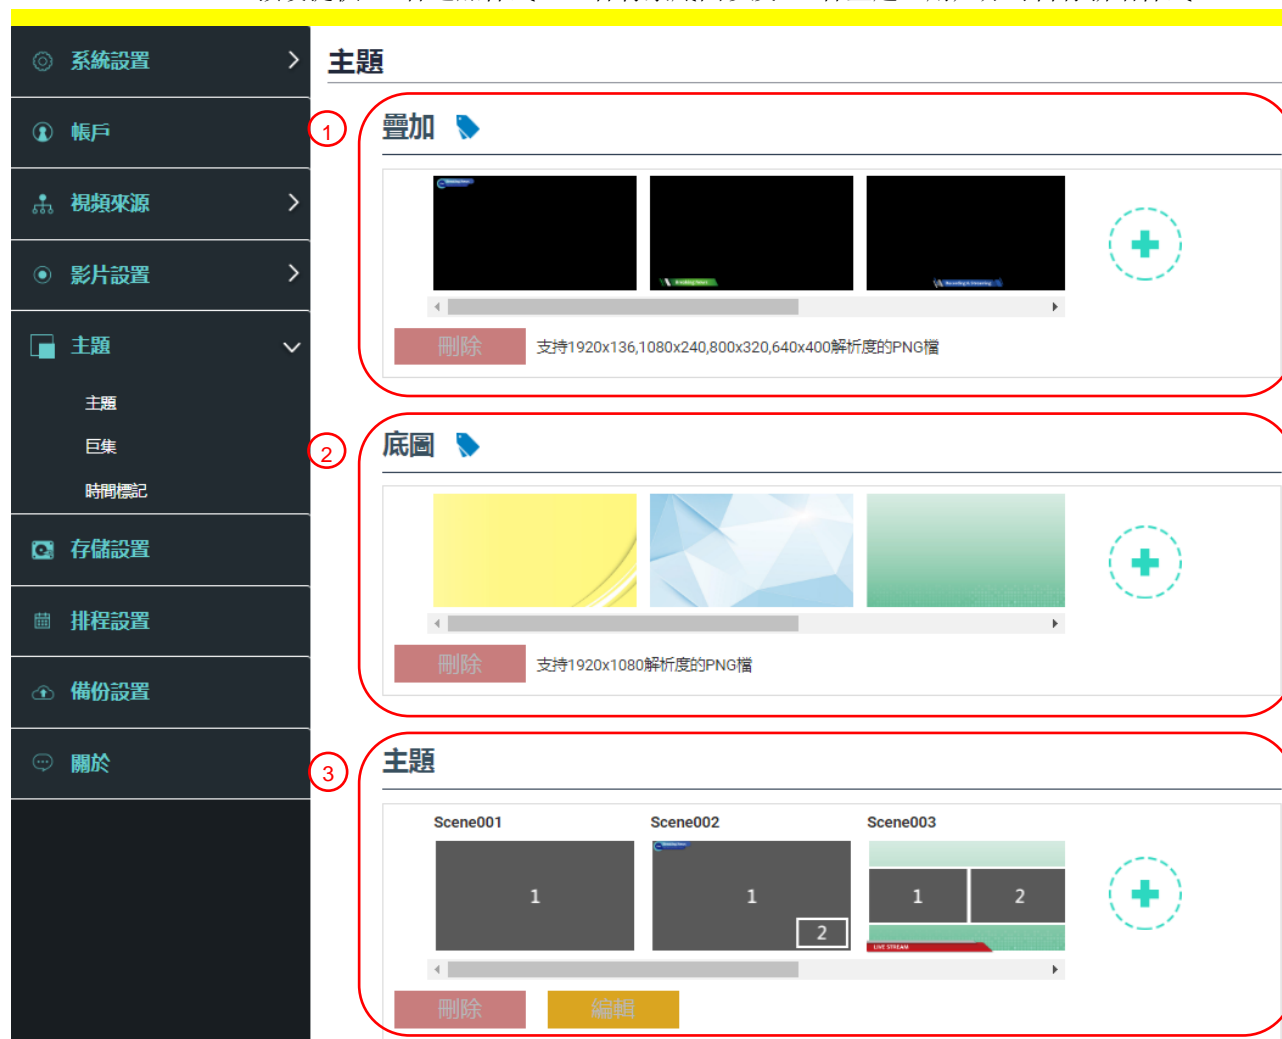 系統設置
帳戶
視頻來源
影片設置
主題
主題
巨集
時間標記
存儲設置
排程設置
備份設置
關於
主題
1
疊加
刪除
支持1920x136,1080x240,800x320,640x400解析度的PNG檔
2
底圖
刪除
支持1920x1080解析度的PNG檔
3
主題
Scene001 Scene002 Scene003
1
1
2
1 2
LIVE STREAM
刪除 編輯